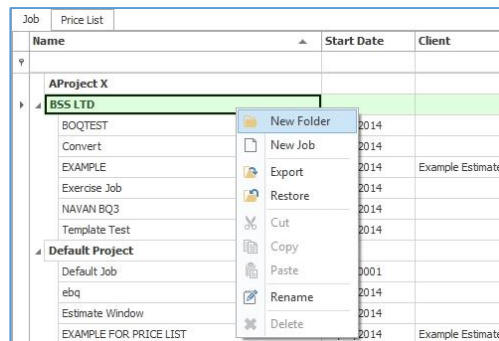 Job Price List
Name Start Date Client
AProject X
BSS LTD
New Folder
BOQTEST 2014
New Job
Convert 2014
Export
EXAMPLE 2014 Example Estimate
Restore
Exercise Job 2014
Cut
NAVAN BQ3 2014
Copy
Template Test 2014
Default Project
Paste
Default Job 0001
Rename
ebq 2014
Estimate Window 2014
Delete
EXAMPLE FOR PRICE LIST 2014 Example Estimate